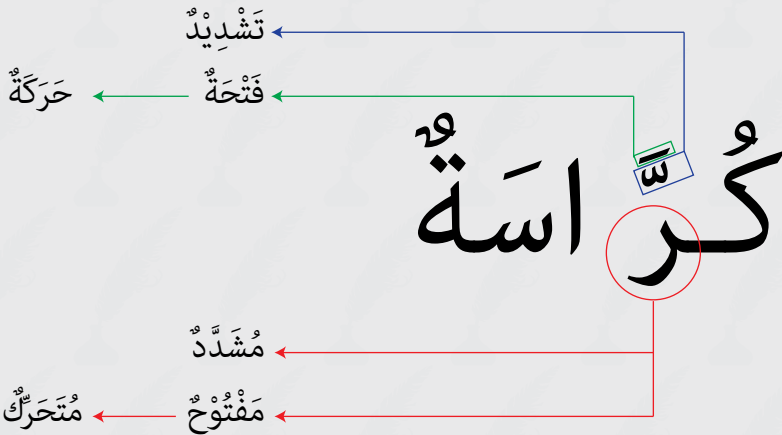 تَشْدِيْدٌ
فَتْحَةٌ حَرَكَةٌ
كُرَّاسَةٌ
مُشَدَّدٌ
مَفْتُوْحٌ مُتَحَرِّكٌ